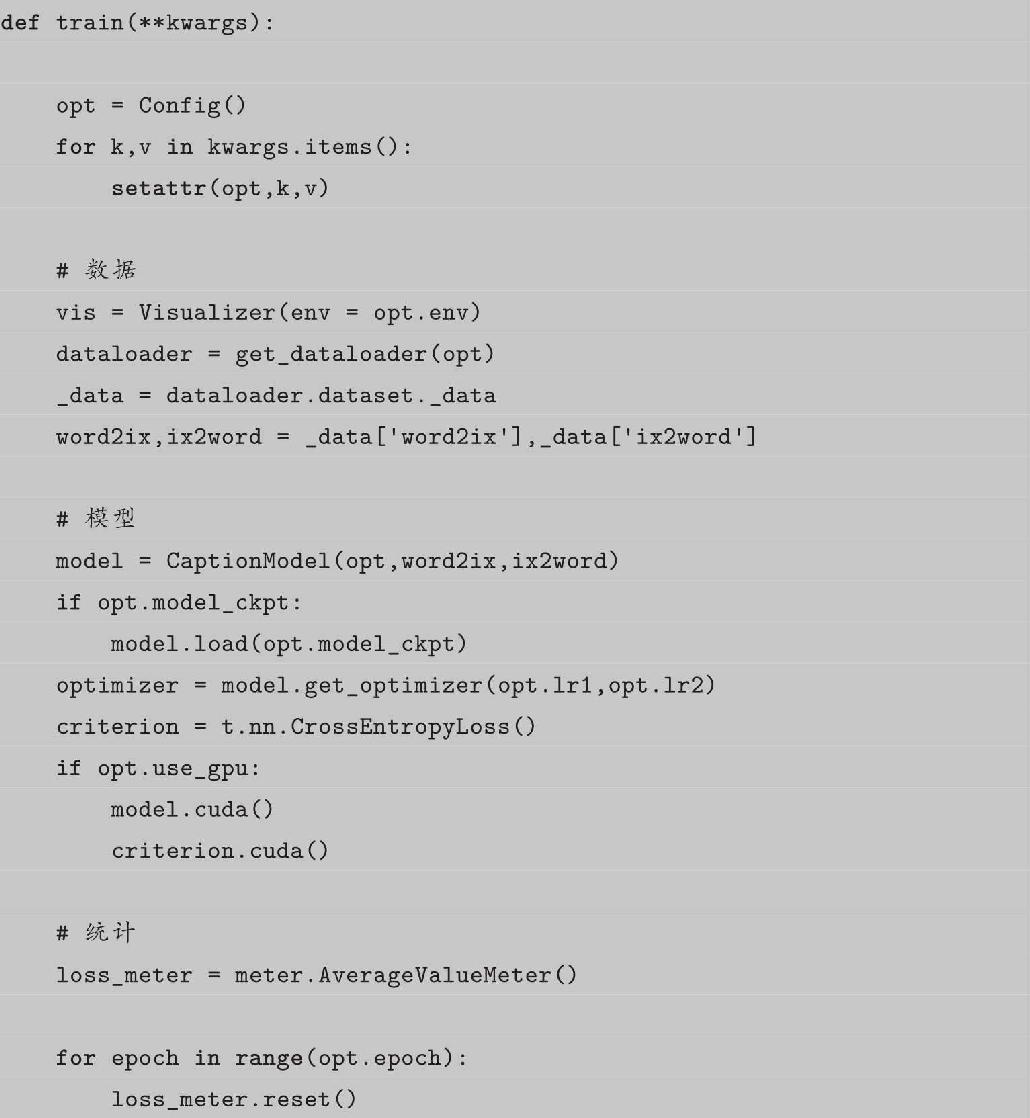 def train(**kwargs):
    opt = Config()
    for k,v in kwargs.items():
        setattr(opt,k,v)
    # 数据
    vis = Visualizer(env = opt.env)
    dataloader = get_dataloader(opt)
    _data = dataloader.dataset._data
    word2ix,ix2word = _data['word2ix'],_data['ix2word']
    # 模型
    model = CaptionModel(opt,word2ix,ix2word)
    if opt.model_ckpt:
        model.load(opt.model_ckpt)
    optimizer = model.get_optimizer(opt.lr1,opt.lr2)
    criterion = t.nn.CrossEntropyLoss()
    if opt.use_gpu:
        model.cuda()
        criterion.cuda()
    # 统计
    loss_meter = meter.AverageValueMeter()
    for epoch in range(opt.epoch):
        loss_meter.reset()